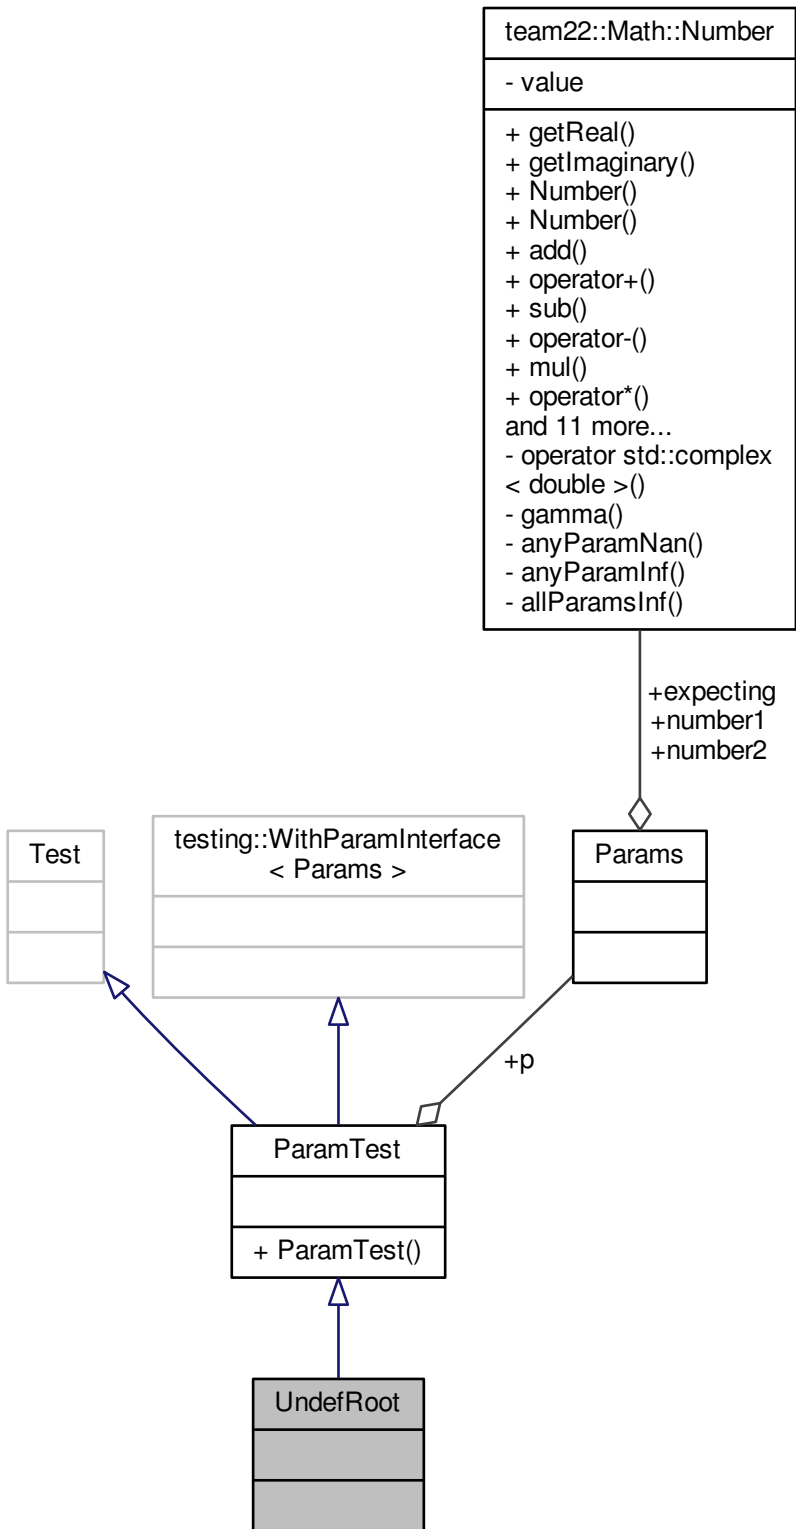 team22::Math::Number
- value
+ getReal()
+ getImaginary()
+ Number()
+ Number()
+ add()
+ operator+()
+ sub()
+ operator-()
+ mul()
+ operator*()
and 11 more...
- operator std::complex
< double >()
- gamma()
- anyParamNan()
- anyParamInf()
- allParamsInf()
+expecting
+number1
+number2
Test
testing::WithParamInterface
< Params >
Params
+p
ParamTest
+ ParamTest()
UndefRoot